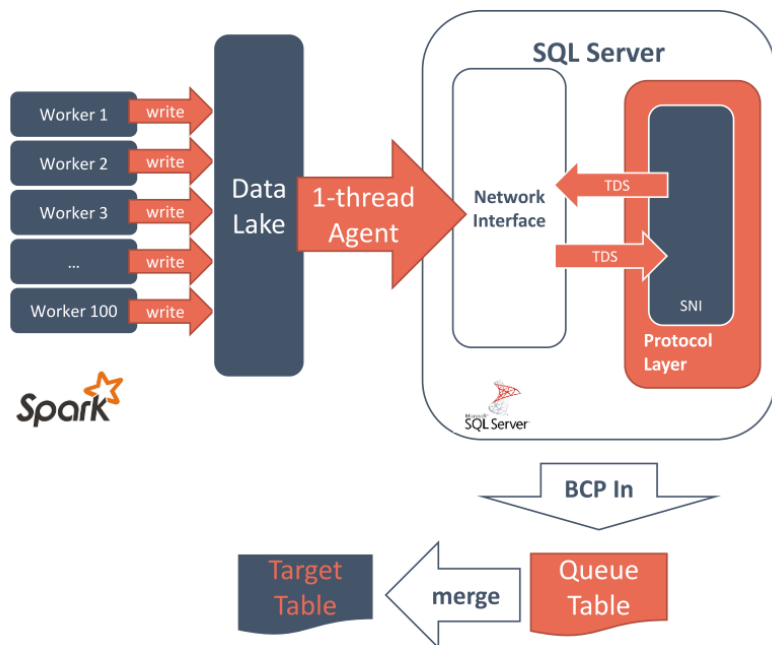 SQL Server
Worker 1
write
Worker 2
write
Worker 3
write
...
write
Worker 100
write
Data
Lake
1-thread
Agent
Network
Interface
TDS
TDS
SNI
Protocol
Layer
Spark
Microsoft
SQL Server
BCP In
Target
Table
merge
Queue
Table